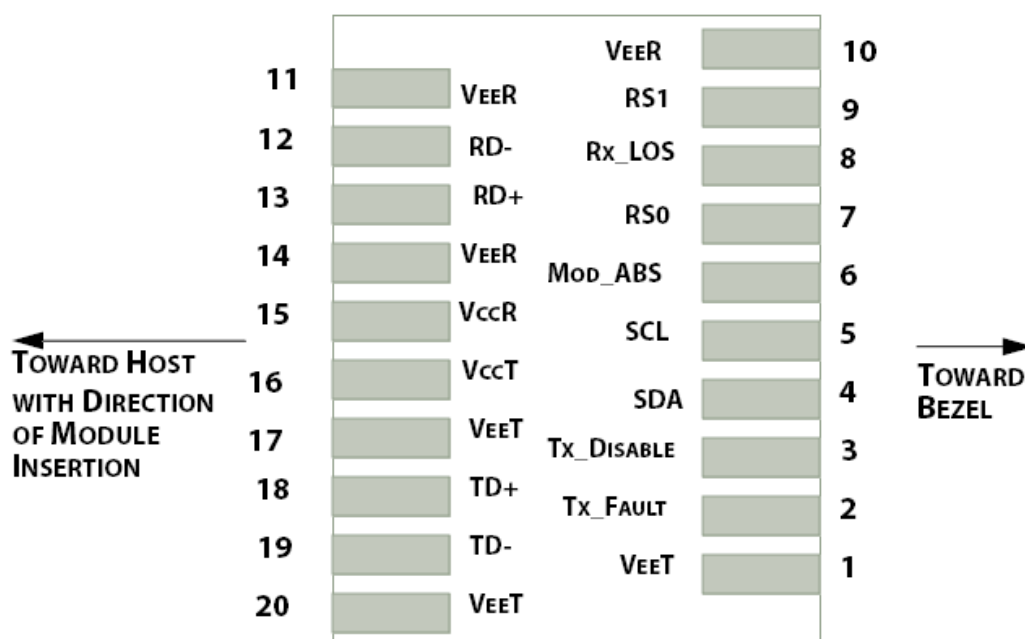 VEER 10
11 VEER
RS1 9
12 RD-
Rx_LOS 8
13 RD+
RS0 7
14 VEER
MOD_ABS 6
15 VCCR
SCL 5
TOWARD HOST
WITH DIRECTION
OF MODULE
INSERTION
TOWARD
BEZEL
16 VCCT
SDA 4
17 VEET
TX_DISABLE 3
18 TD+
TX_FAULT 2
19 TD-
VEET 1
20 VEET